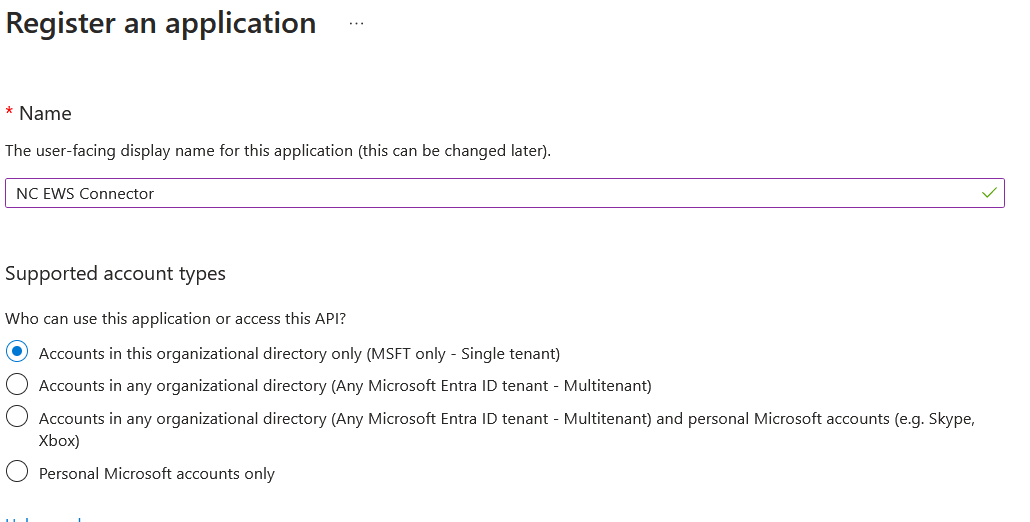 Register an application ...
* Name
The user-facing display name for this application (this can be changed later).
NC EWS Connector
Supported account types
Who can use this application or access this API?
Accounts in this organizational directory only (MSFT only - Single tenant)
Accounts in any organizational directory (Any Microsoft Entra ID tenant - Multitenant)
Accounts in any organizational directory (Any Microsoft Entra ID tenant - Multitenant) and personal Microsoft accounts (e.g. Skype,
Xbox)
Personal Microsoft accounts only